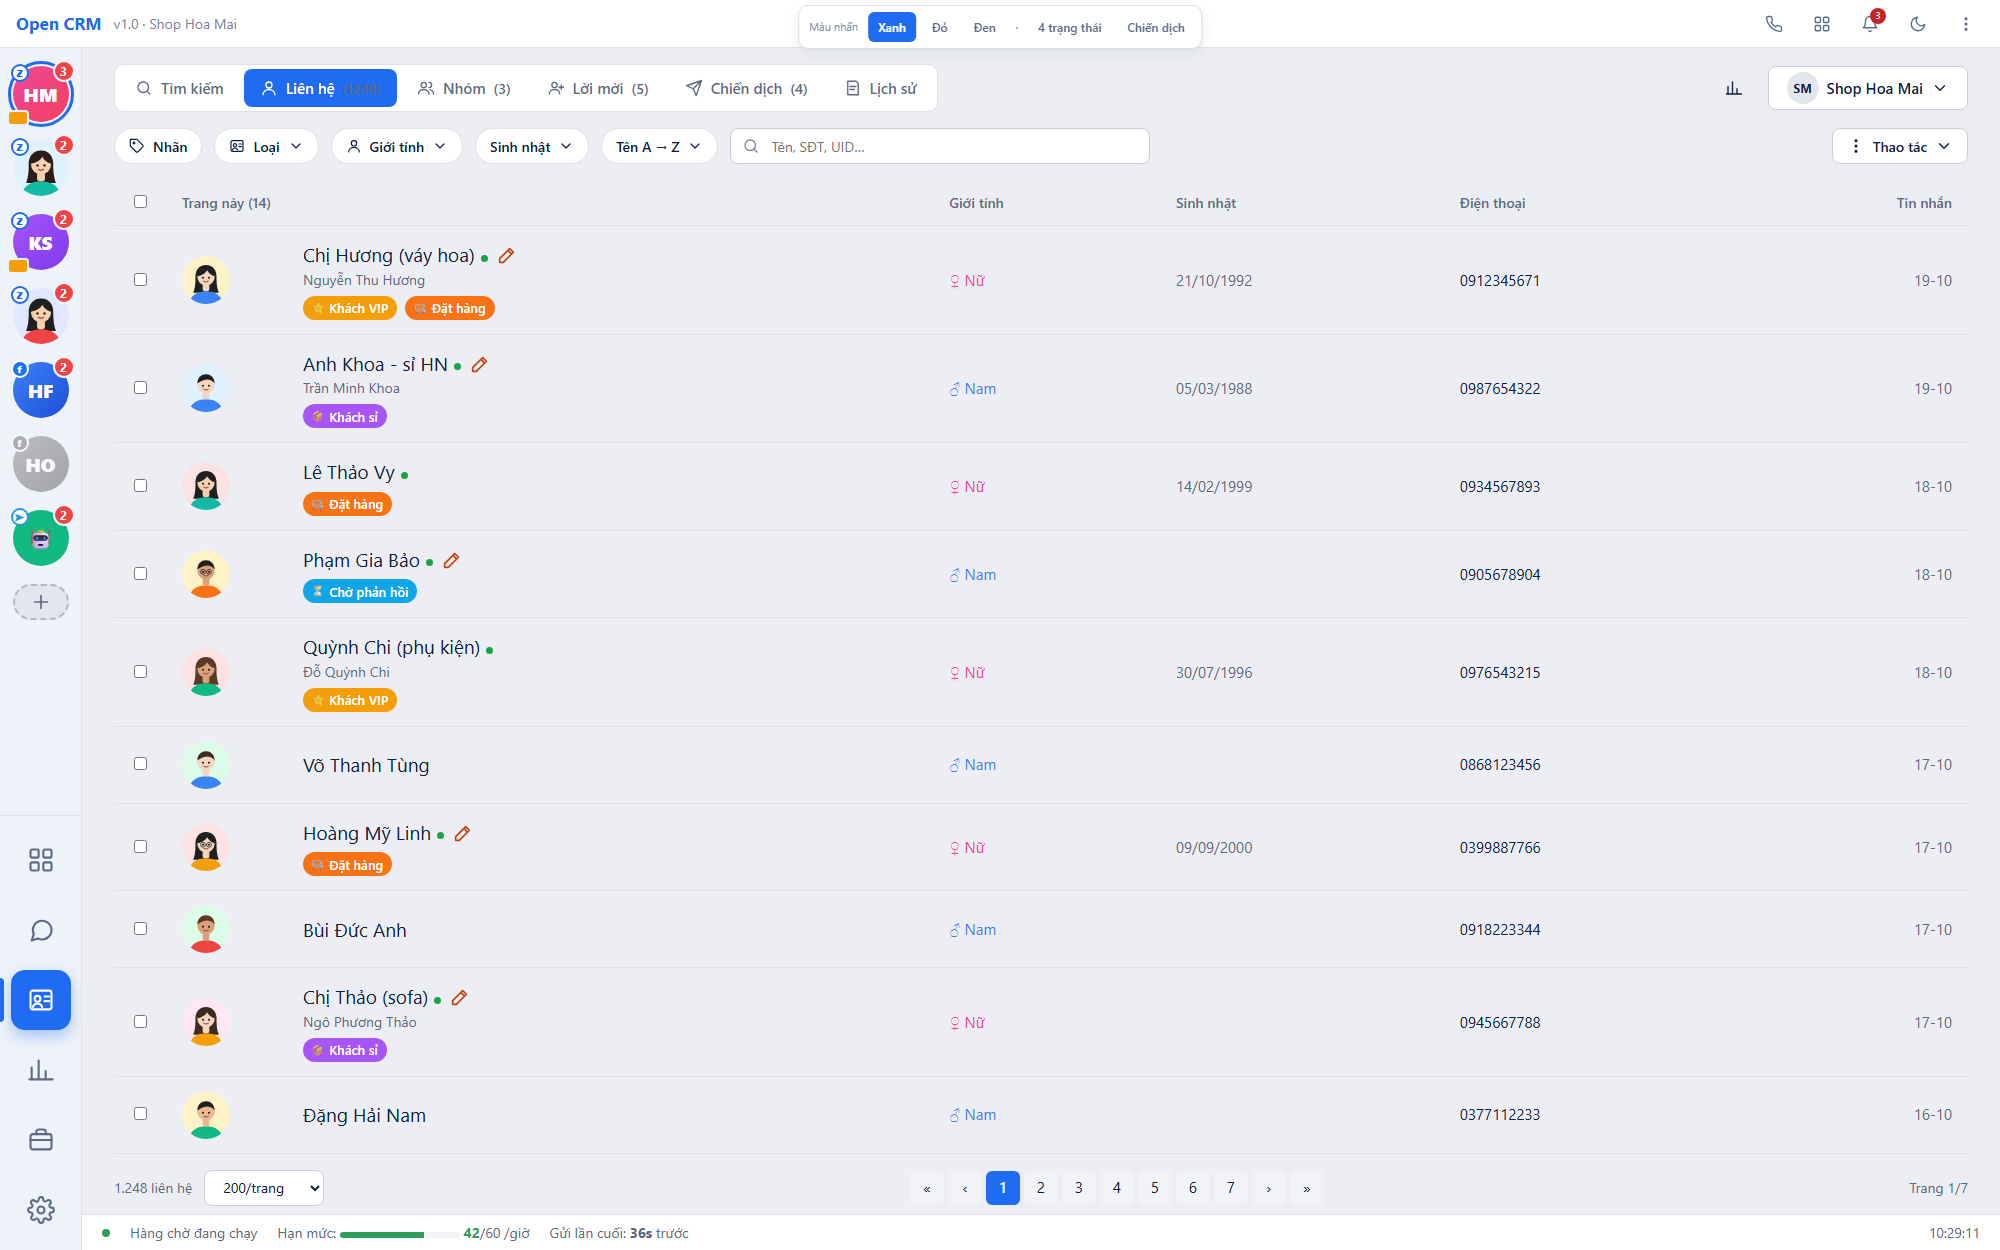 Open CRM v1.0 · Shop Hoa Mai
Màu nhấn Xanh Đỏ Đen · 4 trạng thái Chiến dịch
3
Tìm kiếm Liên hệ (1248) Nhóm (3) Lời mời (5) Chiến dịch (4) Lịch sử
SM Shop Hoa Mai
Nhãn Loại Giới tính Sinh nhật Tên A → Z Tên, SĐT, UID... Thao tác
HM 3
2
KS 2
2
HF 2
HO
2
Trang này (14) Giới tính Sinh nhật Điện thoại Tin nhắn
Chị Hương (váy hoa)
Nguyễn Thu Hương ♀ Nữ 21/10/1992 0912345671 19-10
Khách VIP Đặt hàng
Anh Khoa - sỉ HN
Trần Minh Khoa ♂ Nam 05/03/1988 0987654322 19-10
Khách sỉ
Lê Thảo Vy
♀ Nữ 14/02/1999 0934567893 18-10
Đặt hàng
Phạm Gia Bảo
♂ Nam 0905678904 18-10
Chờ phản hồi
Quỳnh Chi (phụ kiện)
Đỗ Quỳnh Chi ♀ Nữ 30/07/1996 0976543215 18-10
Khách VIP
Võ Thanh Tùng ♂ Nam 0868123456 17-10
Hoàng Mỹ Linh
♀ Nữ 09/09/2000 0399887766 17-10
Đặt hàng
Bùi Đức Anh ♂ Nam 0918223344 17-10
Chị Thảo (sofa)
Ngô Phương Thảo ♀ Nữ 0945667788 17-10
Khách sỉ
Đặng Hải Nam ♂ Nam 0377112233 16-10
1.248 liên hệ 200/trang « ‹ 1 2 3 4 5 6 7 › » Trang 1/7
Hàng chờ đang chạy Hạn mức: 42/60 /giờ Gửi lần cuối: 36s trước 10:29:11